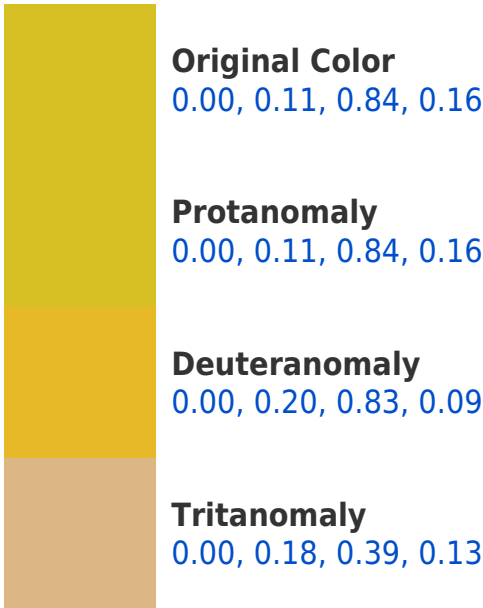 Original Color
0.00, 0.11, 0.84, 0.16
Protanomaly
0.00, 0.11, 0.84, 0.16
Deuteranomaly
0.00, 0.20, 0.83, 0.09
Tritanomaly
0.00, 0.18, 0.39, 0.13